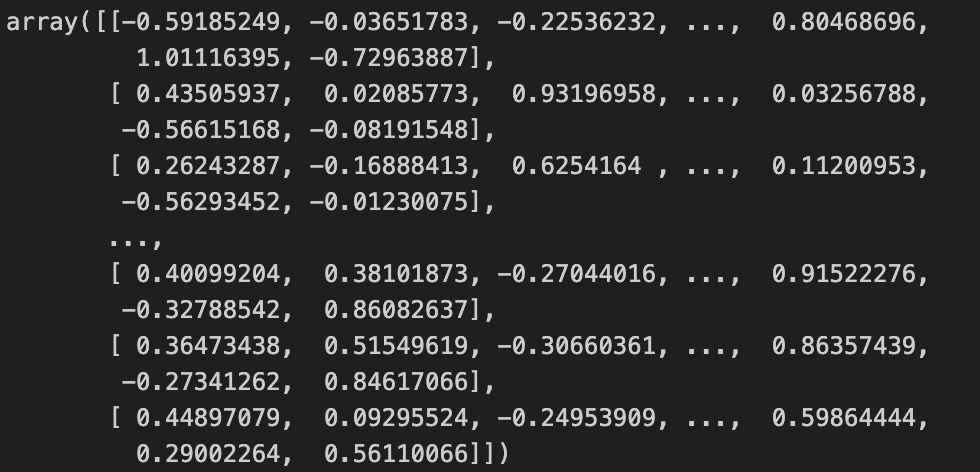 array([[-0.59185249, -0.03651783, -0.22536232, ..., 0.80468696,
1.01116395, -0.72963887],
[ 0.43505937, 0.02085773, 0.93196958, ..., 0.03256788,
-0.56615168, -0.08191548],
[ 0.26243287, -0.16888413, 0.6254164 , ..., 0.11200953,
-0.56293452, -0.01230075],
...,
[ 0.40099204, 0.38101873, -0.27044016, ..., 0.91522276,
-0.32788542, 0.86082637],
[ 0.36473438, 0.51549619, -0.30660361, ..., 0.86357439,
-0.27341262, 0.84617066],
[ 0.44897079, 0.09295524, -0.24953909, ..., 0.59864444,
0.29002264, 0.56110066]])